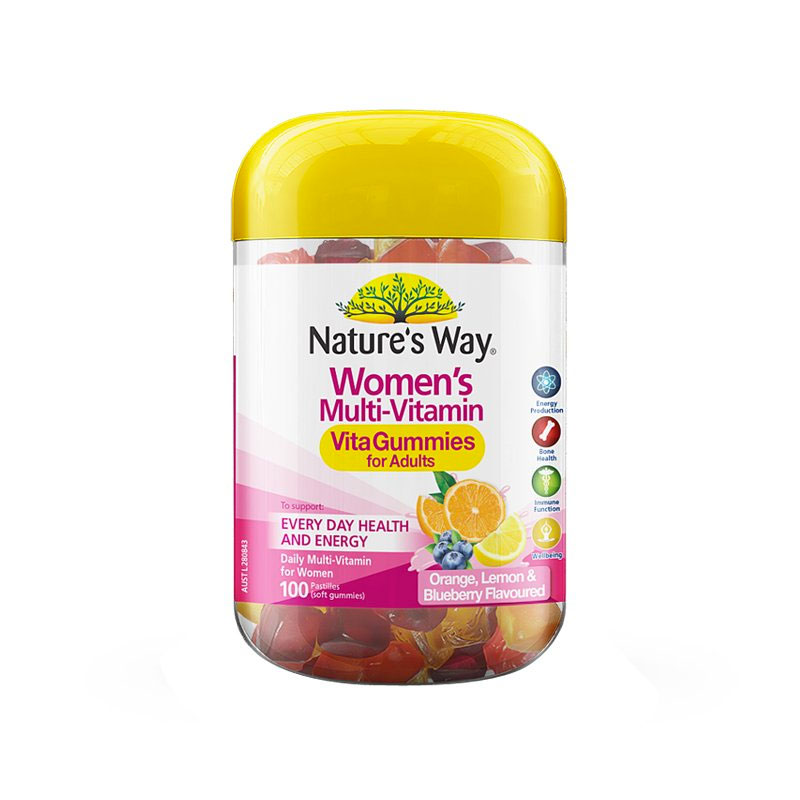 Nature's Way®
Women's
Multi-Vitamin
VitaGummies
for Adults
Energy
Production
Bone
Health
Immune
Function
Wellbeing
To support:
EVERY DAY HEALTH
AND ENERGY
Daily Multi-Vitamin
for Women
100 Pastilles
(soft gummies)
Orange, Lemon &
Blueberry Flavoured
AUST L 280843